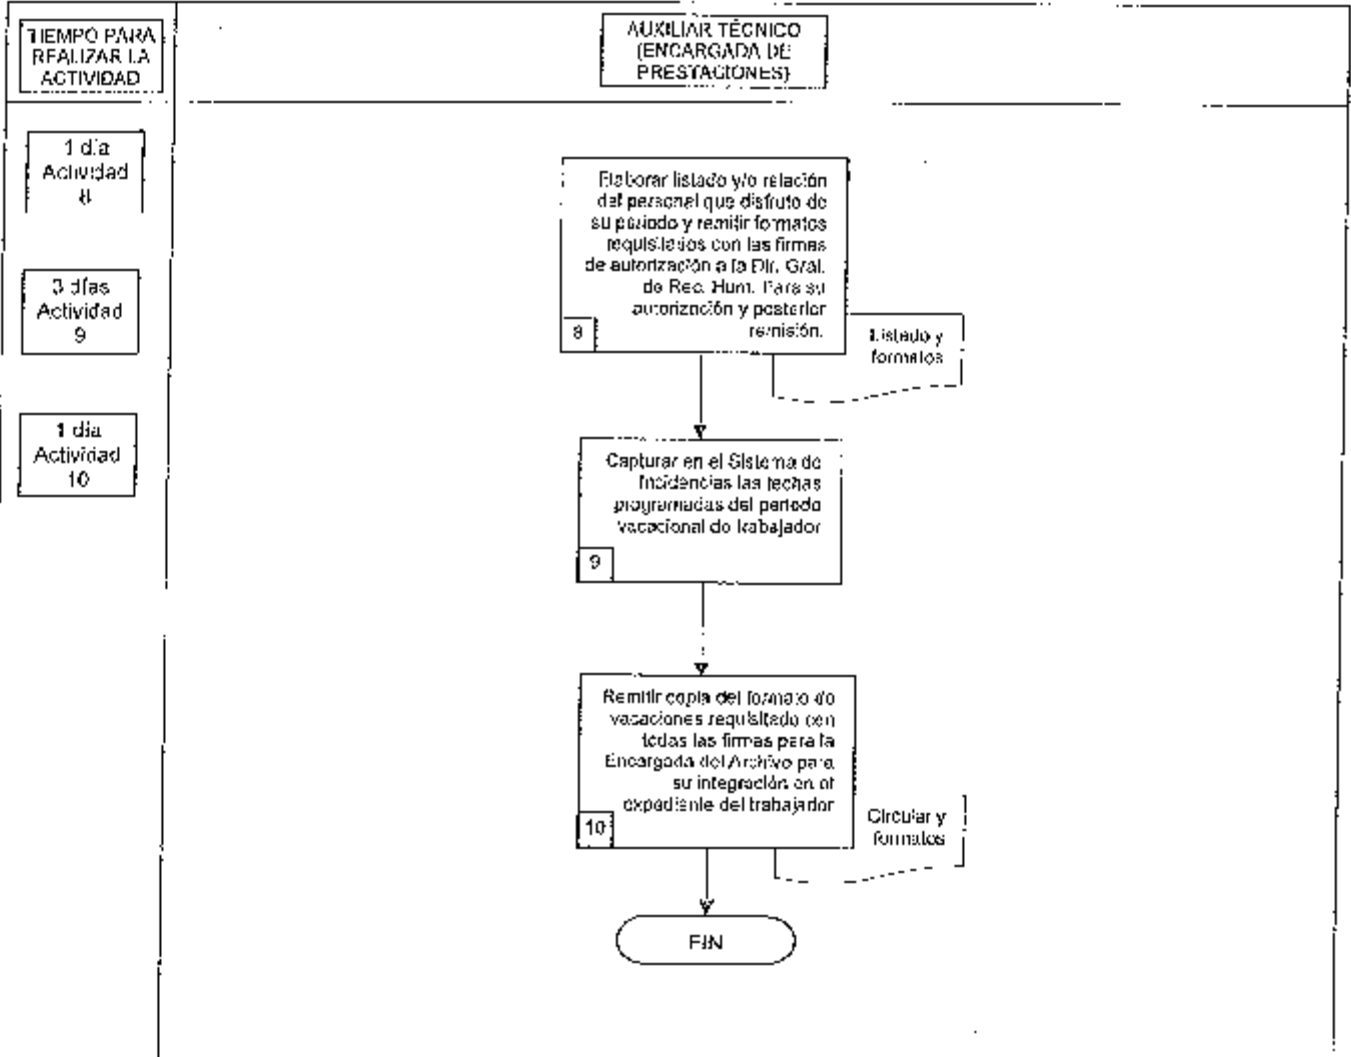 TIEMPO PARA
REALIZAR LA
ACTIVIDAD
AUXILIAR TÉCNICO
(ENCARGADA DE
PRESTACIONES)
1 día
Actividad
8
3 días
Actividad
9
1 día
Actividad
10
Elaborar listado y/o relación
del personal que disfruto de
su periodo y remitir formatos
requisitados con las firmas
de autorización a la Dir. Gral.
de Rec. Hum. Para su
autorización y posterior
remisión.
8
Listado y
formatos
Capturar en el Sistema de
Incidencias las fechas
programadas del periodo
vacacional de trabajador
9
Remitir copia del formato de
vacaciones requisitado con
todas las firmas para la
Encargada del Archivo para
su integración en el
expediente del trabajador
10
Circular y
formatos
FIN